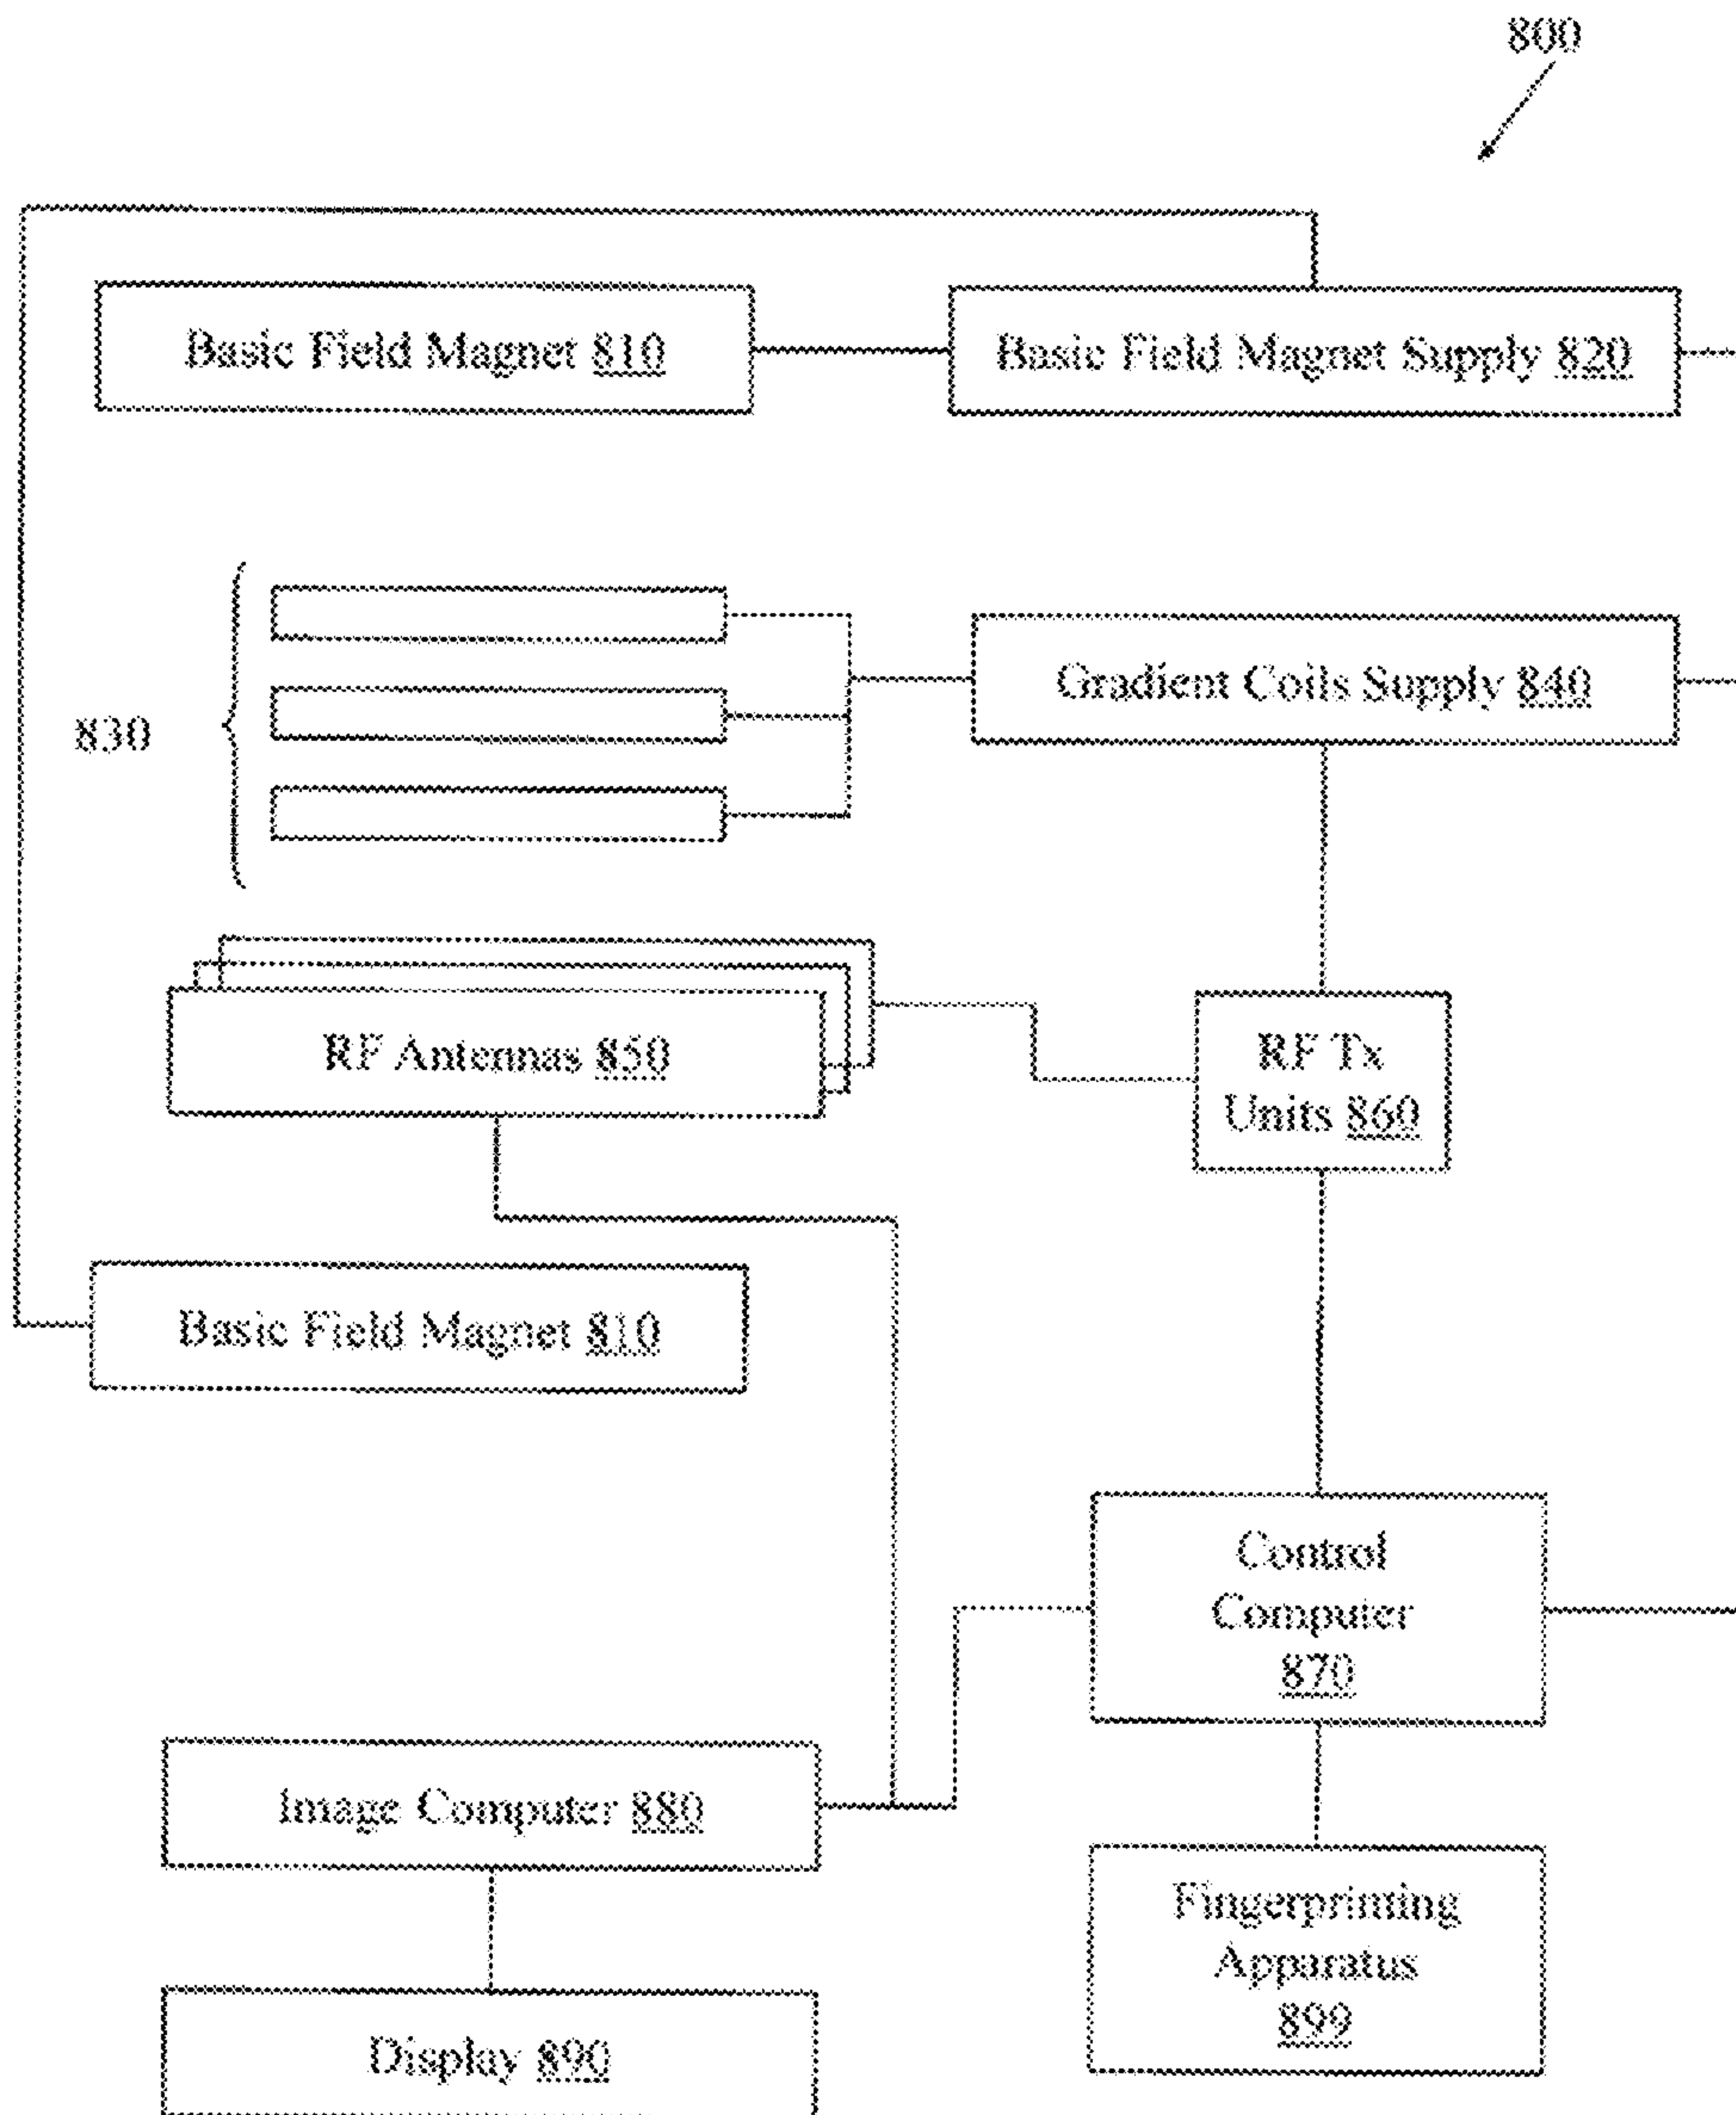 800
Basic Field Magnet 810
Basic Field Magnet Supply 820
830
Gradient Coils Supply 840
RF Antennas 850
RF Tx
Units 860
Basic Field Magnet 810
Control
Computer
870
Image Computer 880
Fingerprinting
Apparatus
899
Display 890